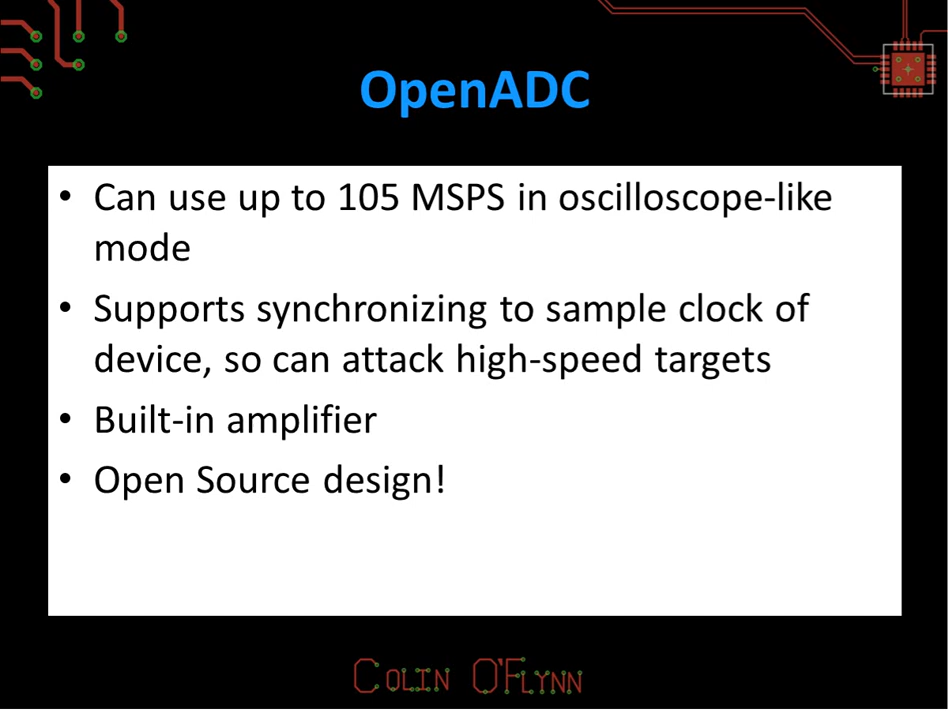 OpenADC
• Can use up to 105 MSPS in oscilloscope-like
mode
• Supports synchronizing to sample clock of
device, so can attack high-speed targets
• Built-in amplifier
• Open Source design!
COLIN O'FLYNN